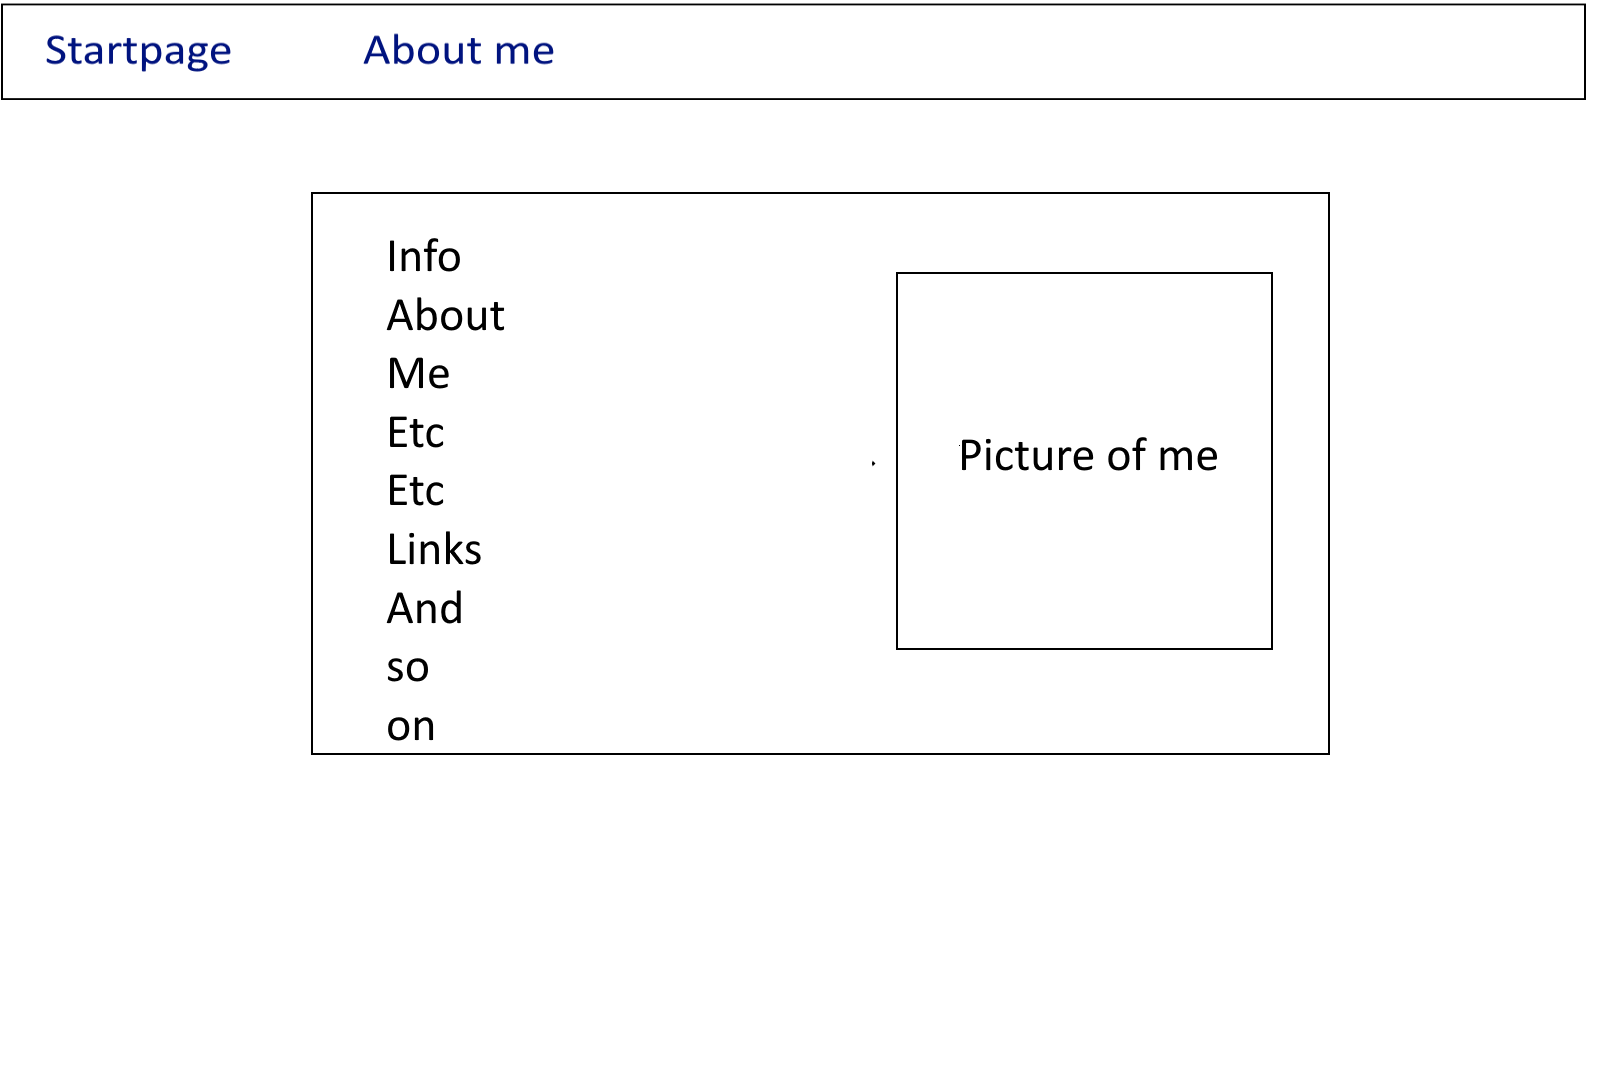 Startpage About me
Info
About
Me
Etc
Etc
Links
And
so
on
Picture of me